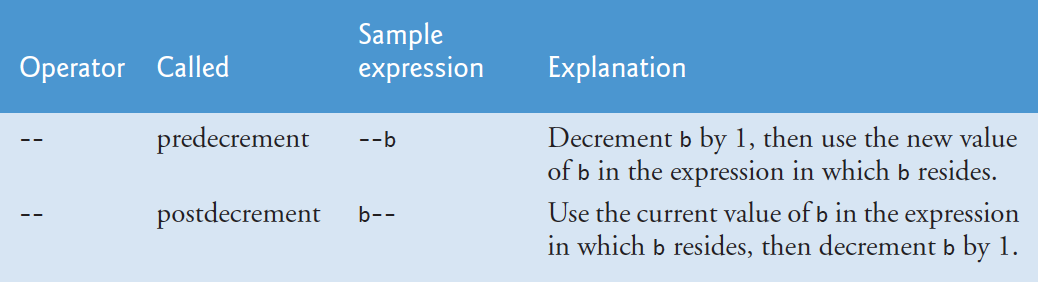 Operator Called Sample expression Explanation
-- predecrement --b Decrement b by 1, then use the new value
of b in the expression in which b resides.
-- postdecrement b-- Use the current value of b in the expression
in which b resides, then decrement b by 1.